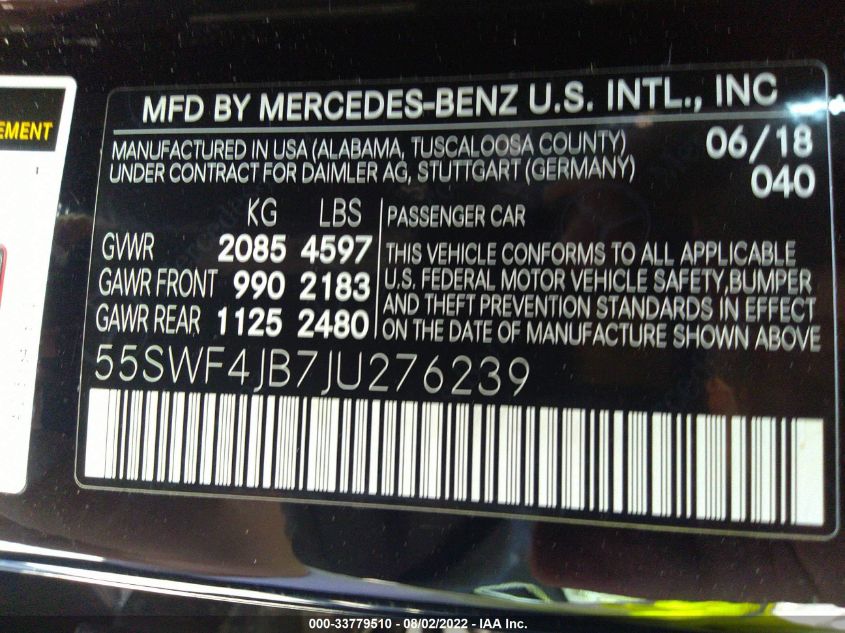 EMENT
MFD BY MERCEDES-BENZ U.S. INTL., INC
MANUFACTURED IN USA (ALABAMA, TUSCALOOSA COUNTY) 06/18
UNDER CONTRACT FOR DAIMLER AG, STUTTGART (GERMANY) 040
KG LBS PASSENGER CAR
GVWR 2085 4597 THIS VEHICLE CONFORMS TO ALL APPLICABLE
GAWR FRONT 990 2183 U.S. FEDERAL MOTOR VEHICLE SAFETY,BUMPER
AND THEFT PREVENTION STANDARDS IN EFFECT
GAWR REAR 1125 2480 ON THE DATE OF MANUFACTURE SHOWN ABOVE
55SWF4JB7JU276239
000-33779510 - 08/02/2022 - IAA Inc.